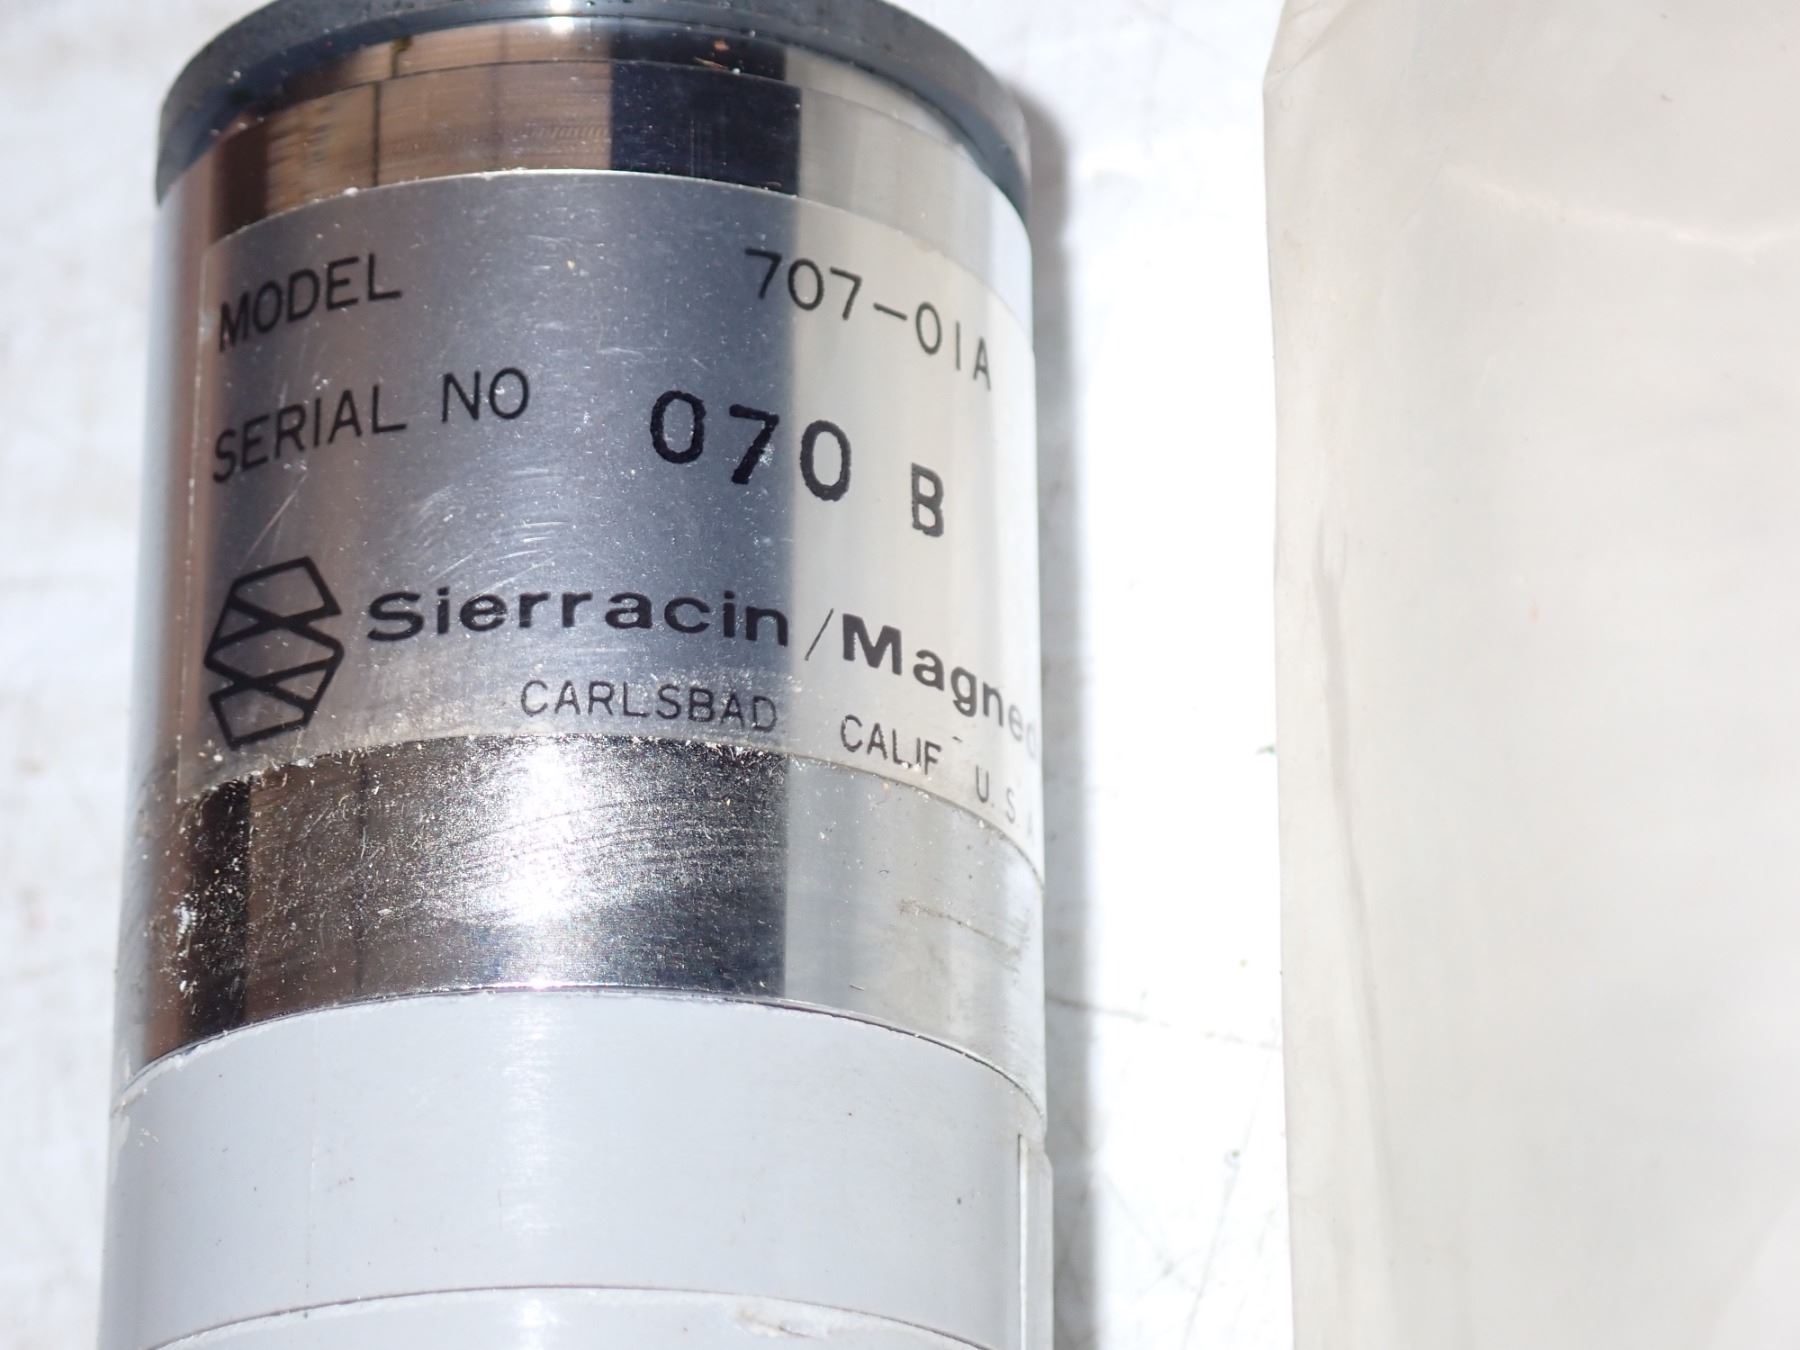 MODEL 707-01A
SERIAL NO 070 B
Sierracin/Magned
CARLSBAD CALIF U.S.A